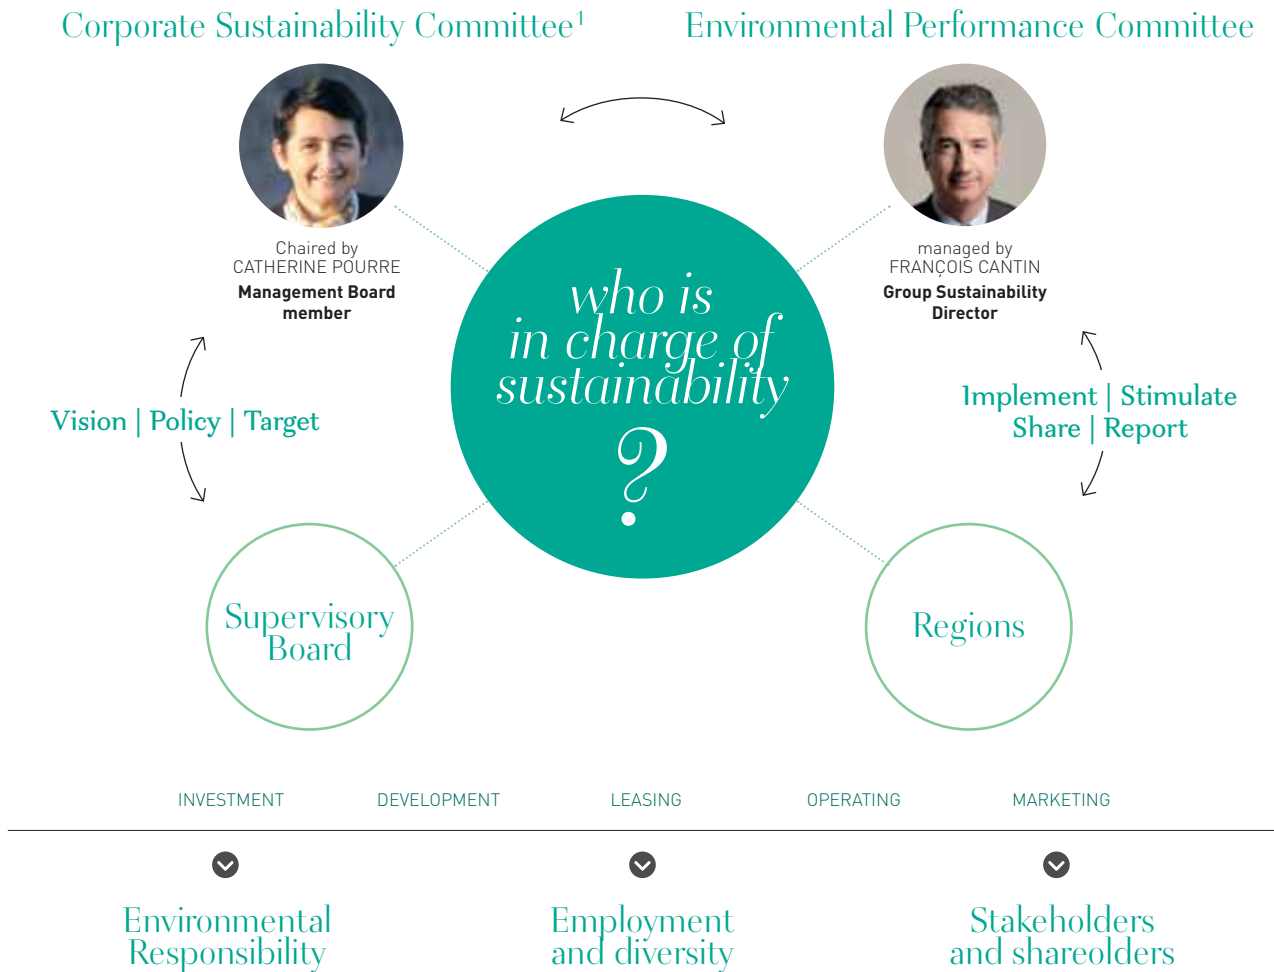 Corporate Sustainability Committee¹
Environmental Performance Committee
Chaired by
CATHERINE POURRE
Management Board
member
managed by
FRANÇOIS CANTIN
Group Sustainability
Director
who is
in charge of
sustainability
?
Vision | Policy | Target
Implement | Stimulate
Share | Report
Supervisory
Board
Regions
INVESTMENT
DEVELOPMENT
LEASING
OPERATING
MARKETING
Environmental
Responsibility
Employment
and diversity
Stakeholders
and shareolders